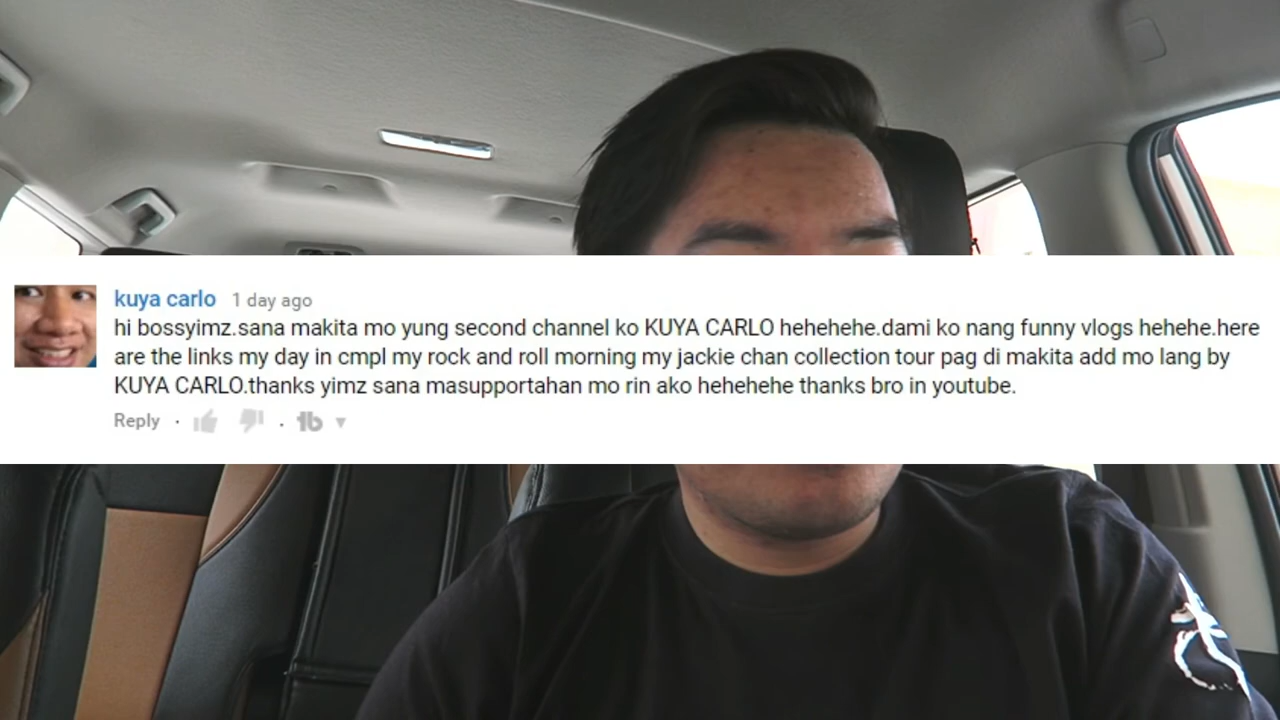 kuya carlo 1 day ago
hi bossyimz.sana makita mo yung second channel ko KUYA CARLO hehehehe.dami ko nang funny vlogs hehehe.here
are the links my day in cmpl my rock and roll morning my jackie chan collection tour pag di makita add mo lang by
KUYA CARLO.thanks yimz sana masupportahan mo rin ako hehehehe thanks bro in youtube.
Reply